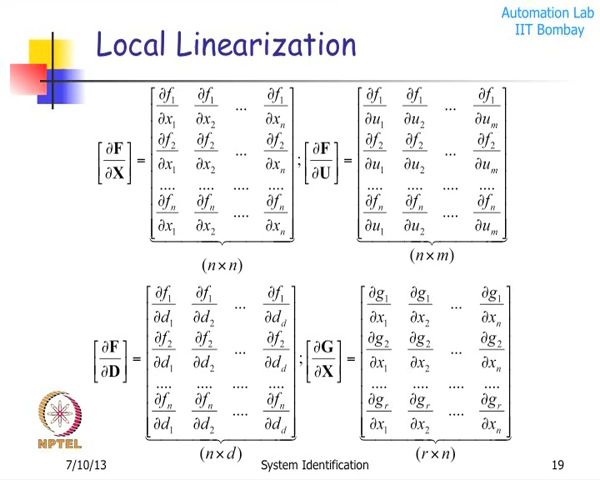 Automation Lab
IIT Bombay
Local Linearization
[∂F/∂X] = [∂f₁/∂x₁ ∂f₁/∂x₂ ... ∂f₁/∂xₙ
∂f₂/∂x₁ ∂f₂/∂x₂ ... ∂f₂/∂xₙ
.... .... .... ....
∂fₙ/∂x₁ ∂fₙ/∂x₂ .... ∂fₙ/∂xₙ]
(n × n)
; [∂F/∂U] = [∂f₁/∂u₁ ∂f₁/∂u₂ ... ∂f₁/∂uₘ
∂f₂/∂u₁ ∂f₂/∂u₂ ... ∂f₂/∂uₘ
.... .... .... ....
∂fₙ/∂u₁ ∂fₙ/∂u₂ .... ∂fₙ/∂uₘ]
(n × m)
[∂F/∂D] = [∂f₁/∂d₁ ∂f₁/∂d₂ ... ∂f₁/∂d_d
∂f₂/∂d₁ ∂f₂/∂d₂ ... ∂f₂/∂d_d
.... .... .... ....
∂fₙ/∂d₁ ∂fₙ/∂d₂ .... ∂fₙ/∂d_d]
(n × d)
; [∂G/∂X] = [∂g₁/∂x₁ ∂g₁/∂x₂ ... ∂g₁/∂xₙ
∂g₂/∂x₁ ∂g₂/∂x₂ ... ∂g₂/∂xₙ
.... .... .... ....
∂gᵣ/∂x₁ ∂gᵣ/∂x₂ .... ∂gᵣ/∂xₙ]
(r × n)
NPTEL
7/10/13 System Identification 19